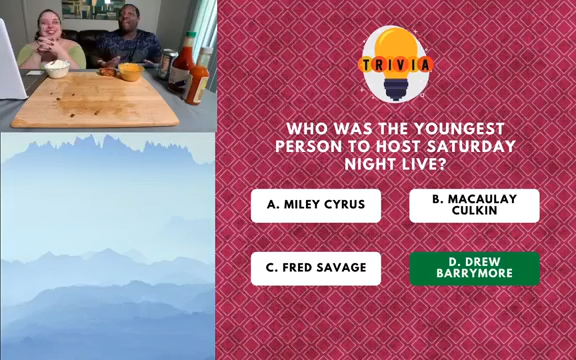 TRIVIA
WHO WAS THE YOUNGEST
PERSON TO HOST SATURDAY
NIGHT LIVE?
A. MILEY CYRUS
B. MACAULAY
CULKIN
C. FRED SAVAGE
D. DREW
BARRYMORE